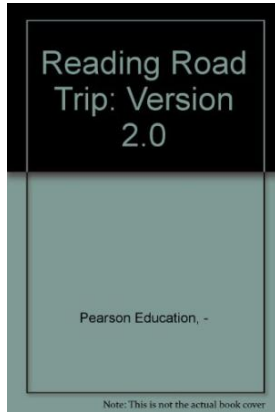 Reading Road
Trip: Version
2.0
Pearson Education, -
Note: This is not the actual book cover